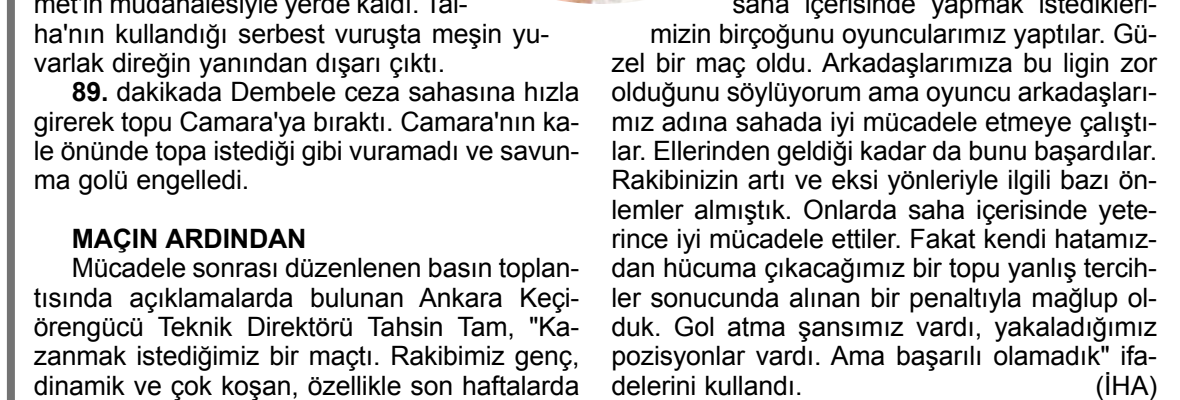 met'in müdahalesiyle yerde kaldı. Tal-
ha'nın kullandığı serbest vuruşta meşin yu-
varlak direğin yanından dışarı çıktı.
89. dakikada Dembele ceza sahasına hızla
girerek topu Camara'ya bıraktı. Camara'nın ka-
le önünde topa istediği gibi vuramadı ve savun-
ma golü engelledi.
MAÇIN ARDINDAN
Mücadele sonrası düzenlenen basın toplan-
tısında açıklamalarda bulunan Ankara Keçi-
örengücü Teknik Direktörü Tahsin Tam, "Ka-
zanmak istediğimiz bir maçtı. Rakibimiz genç,
dinamik ve çok koşan, özellikle son haftalarda
saha içerisinde yapmak istedikleri-
mizin birçoğunu oyuncularımız yaptılar. Gü-
zel bir maç oldu. Arkadaşlarımıza bu ligin zor
olduğunu söylüyorum ama oyuncu arkadaşları-
mız adına sahada iyi mücadele etmeye çalıştı-
lar. Ellerinden geldiği kadar da bunu başardılar.
Rakibinizin artı ve eksi yönleriyle ilgili bazı ön-
lemler almıştık. Onlarda saha içerisinde yete-
rince iyi mücadele ettiler. Fakat kendi hatamız-
dan hücuma çıkacağımız bir topu yanlış tercih-
ler sonucunda alınan bir penaltıyla mağlup ol-
duk. Gol atma şansımız vardı, yakaladığımız
pozisyonlar vardı. Ama başarılı olamadık" ifa-
delerini kullandı. (İHA)